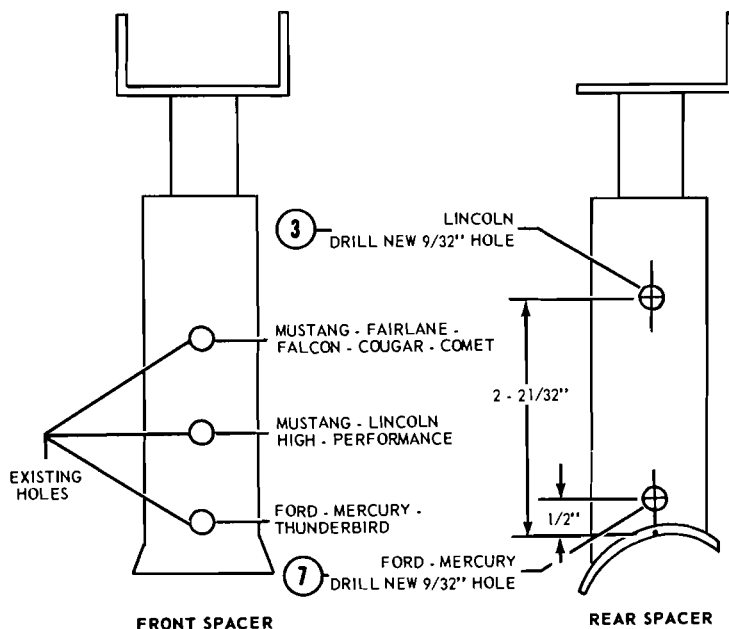 3
LINCOLN
DRILL NEW 9/32" HOLE
MUSTANG - FAIRLANE -
FALCON - COUGAR - COMET
2 - 21/32"
MUSTANG - LINCOLN
HIGH - PERFORMANCE
EXISTING
HOLES
FORD - MERCURY -
THUNDERBIRD
1/2"
7
FORD - MERCURY
DRILL NEW 9/32" HOLE
FRONT SPACER
REAR SPACER